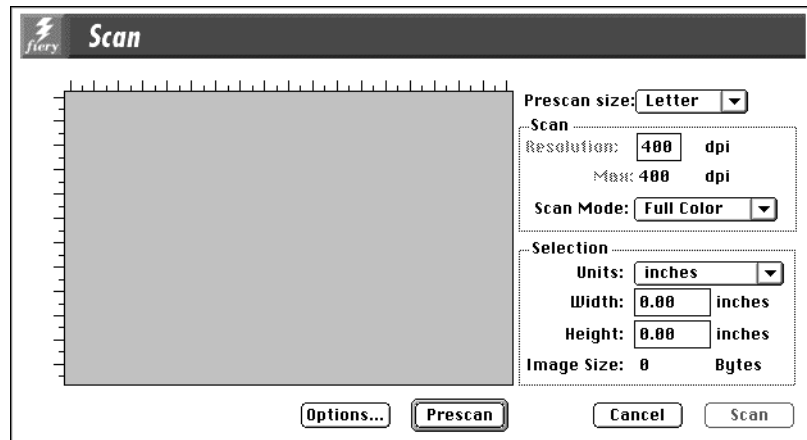 fiery Scan
Prescan size: Letter
Scan
Resolution: 400 dpi
Max: 400 dpi
Scan Mode: Full Color
Selection
Units: inches
Width: 0.00 inches
Height: 0.00 inches
Image Size: 0 Bytes
Options... Prescan Cancel Scan